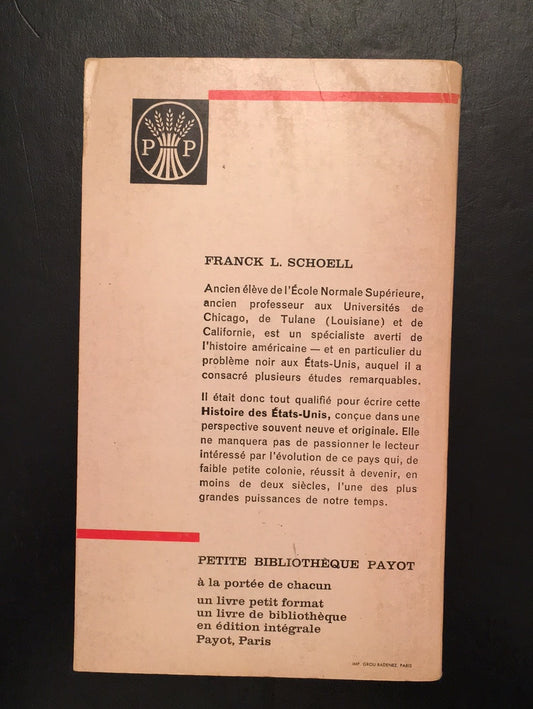 P P
FRANCK L. SCHOELL
Ancien élève de l'École Normale Supérieure,
ancien professeur aux Universités de
Chicago, de Tulane (Louisiane) et de
Californie, est un spécialiste averti de
l'histoire américaine — et en particulier du
problème noir aux États-Unis, auquel il a
consacré plusieurs études remarquables.
Il était donc tout qualifié pour écrire cette
Histoire des États-Unis, conçue dans une
perspective souvent neuve et originale. Elle
ne manquera pas de passionner le lecteur
intéressé par l'évolution de ce pays qui, de
faible petite colonie, réussit à devenir, en
moins de deux siècles, l'une des plus
grandes puissances de notre temps.
PETITE BIBLIOTHÈQUE PAYOT
à la portée de chacun
un livre petit format
un livre de bibliothèque
en édition intégrale
Payot, Paris
IMP. GROU-RADENEZ, PARIS